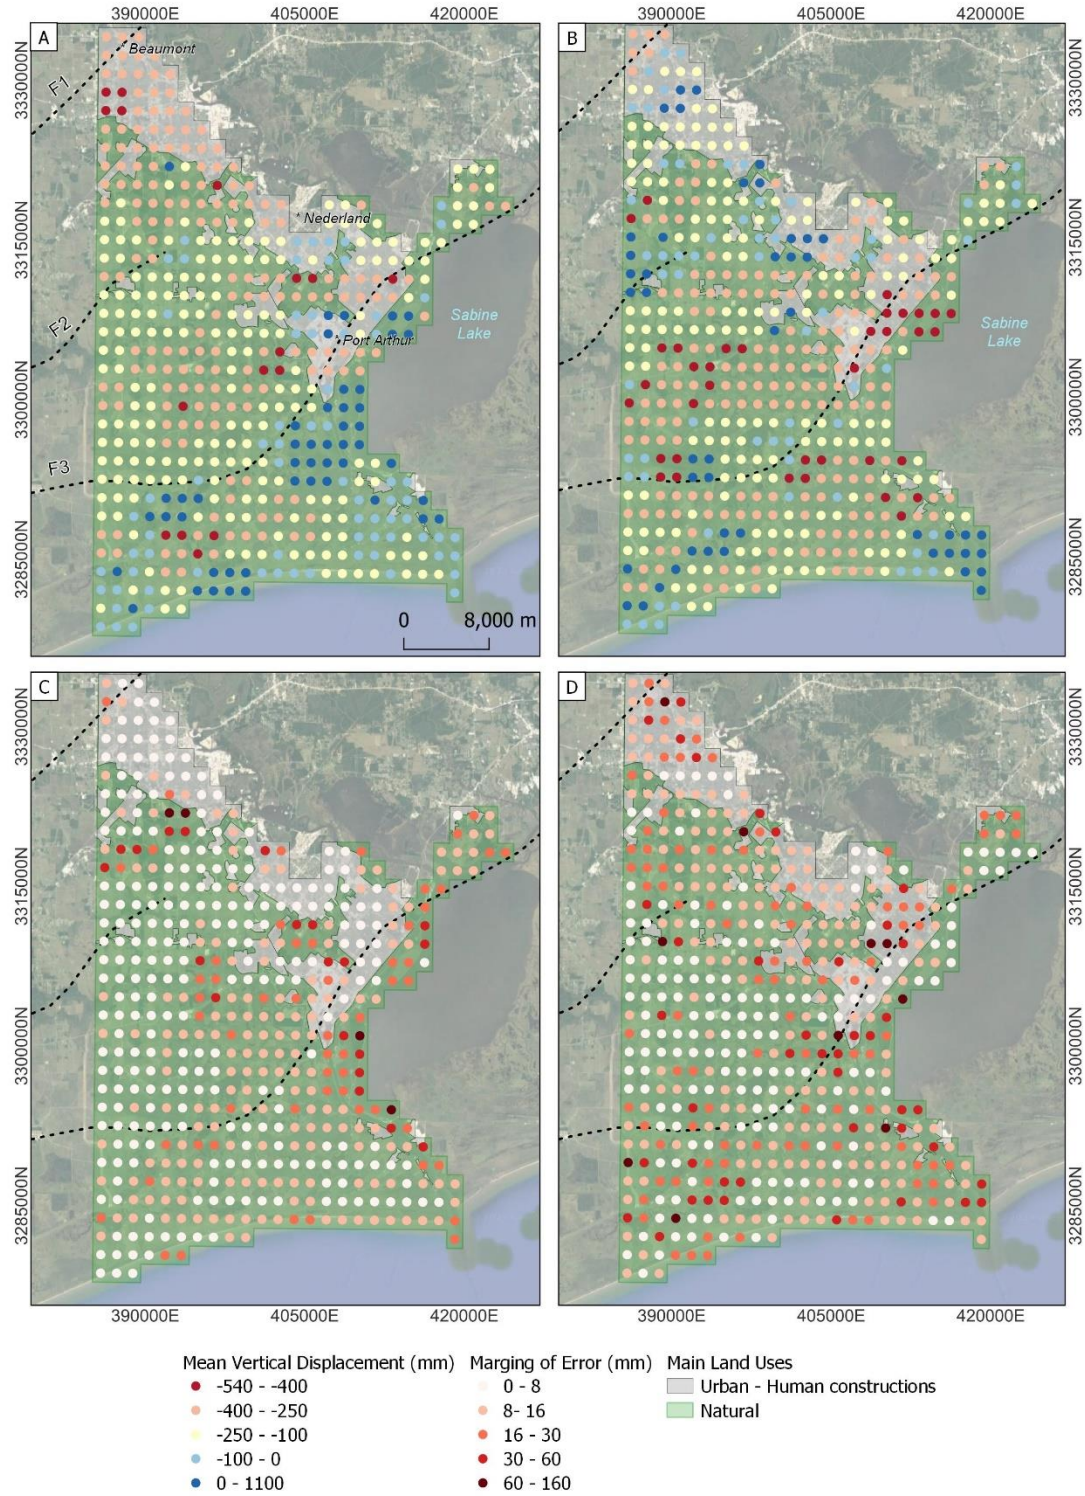 390000E 405000E 420000E
390000E 405000E 420000E
A
B
Beaumont
F1
3330000N
3330000N
Nederland
3315000N
3315000N
F2
Sabine
Lake
Sabine
Lake
Port Arthur
3300000N
3300000N
F3
3285000N
3285000N
0 8,000 m
C
D
3330000N
3330000N
3315000N
3315000N
3300000N
3300000N
3285000N
3285000N
390000E 405000E 420000E
390000E 405000E 420000E
Mean Vertical Displacement (mm)
-540 - -400
-400 - -250
-250 - -100
-100 - 0
0 - 1100
Marging of Error (mm)
0 - 8
8- 16
16 - 30
30 - 60
60 - 160
Main Land Uses
Urban - Human constructions
Natural